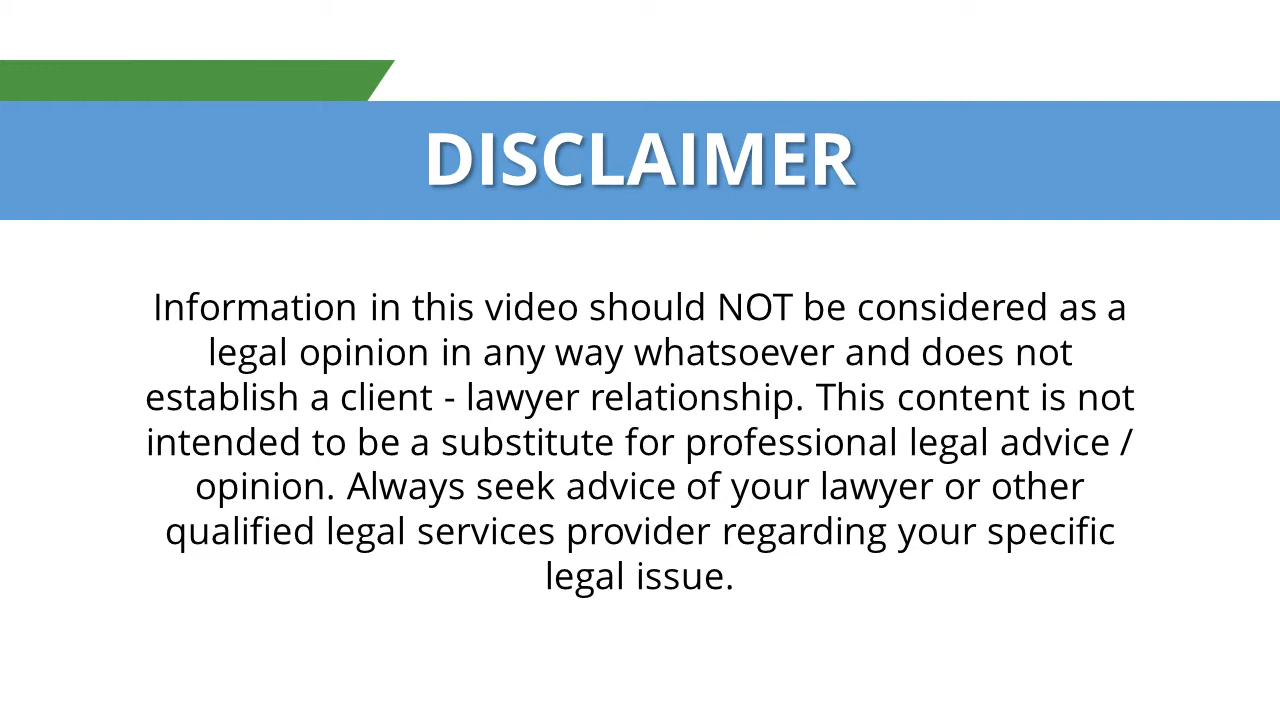 DISCLAIMER
Information in this video should NOT be considered as a
legal opinion in any way whatsoever and does not
establish a client - lawyer relationship. This content is not
intended to be a substitute for professional legal advice /
opinion. Always seek advice of your lawyer or other
qualified legal services provider regarding your specific
legal issue.